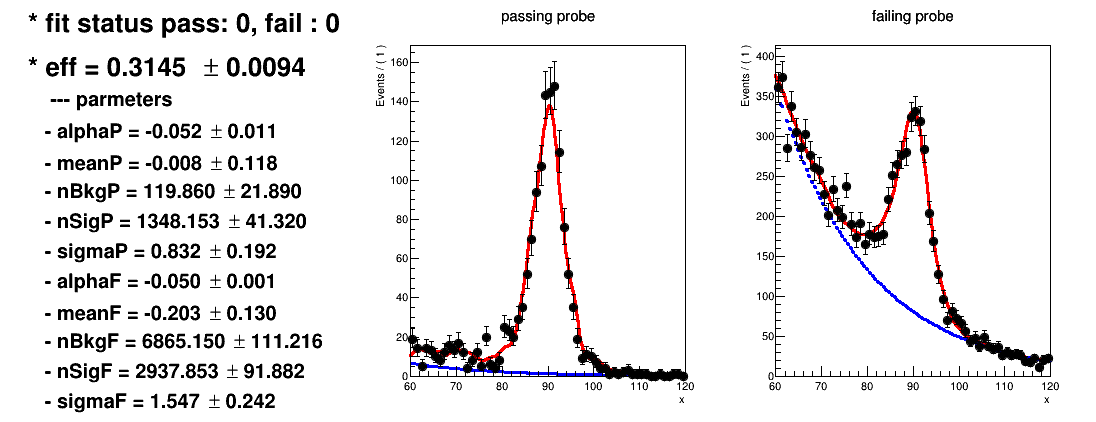 * fit status pass: 0, fail : 0
* eff = 0.3145 ± 0.0094
--- parmeters
- alphaP = -0.052 ± 0.011
- meanP = -0.008 ± 0.118
- nBkgP = 119.860 ± 21.890
- nSigP = 1348.153 ± 41.320
- sigmaP = 0.832 ± 0.192
- alphaF = -0.050 ± 0.001
- meanF = -0.203 ± 0.130
- nBkgF = 6865.150 ± 111.216
- nSigF = 2937.853 ± 91.882
- sigmaF = 1.547 ± 0.242
passing probe
Events / ( 1 )
160
140
120
100
80
60
40
20
0
60 70 80 90 100 110 120
x
failing probe
Events / ( 1 )
400
350
300
250
200
150
100
50
0
60 70 80 90 100 110 120
x